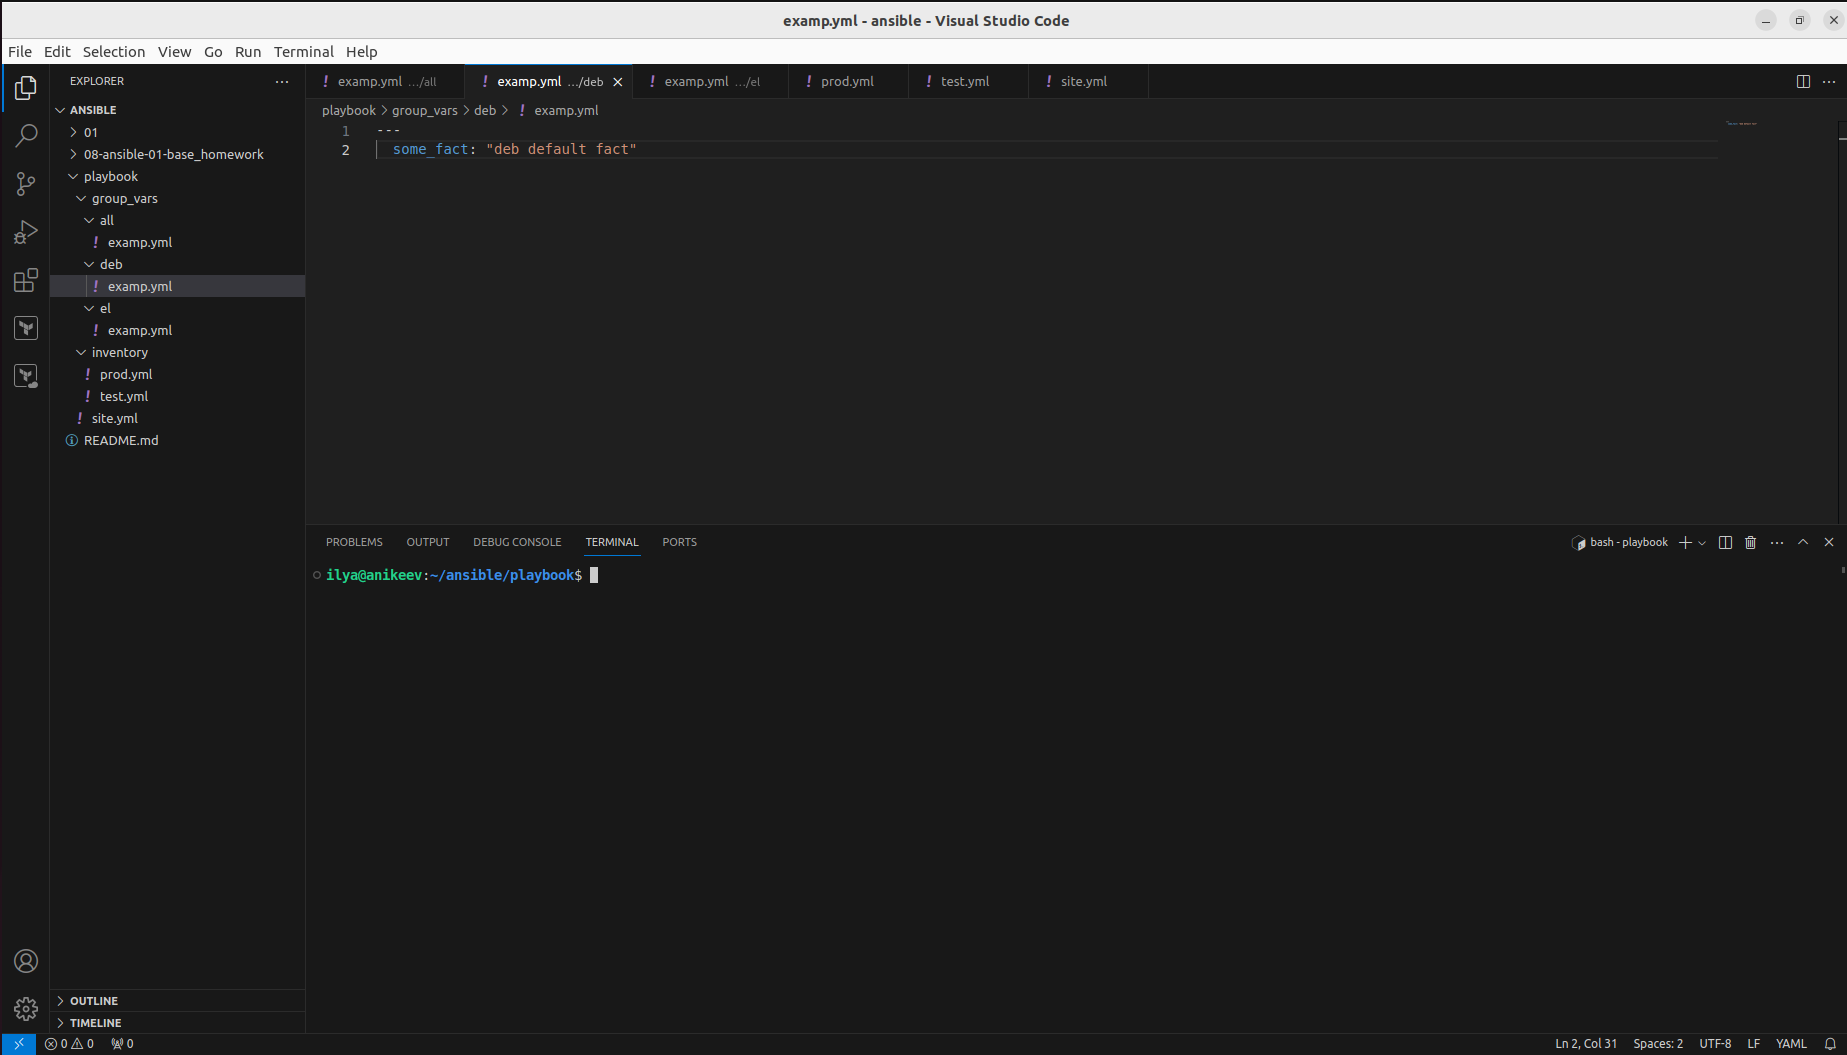 examp.yml - ansible - Visual Studio Code
File Edit Selection View Go Run Terminal Help
EXPLORER
ANSIBLE
01
08-ansible-01-base_homework
playbook
group_vars
all
examp.yml
deb
examp.yml
el
examp.yml
inventory
prod.yml
test.yml
site.yml
README.md
OUTLINE
TIMELINE
examp.yml .../all examp.yml .../deb examp.yml .../el prod.yml test.yml site.yml
playbook > group_vars > deb > examp.yml
1 ---
2 some_fact: "deb default fact"
PROBLEMS OUTPUT DEBUG CONSOLE TERMINAL PORTS
bash - playbook
ilya@anikeev:~/ansible/playbook$
0 0 0 Ln 2, Col 31 Spaces: 2 UTF-8 LF YAML